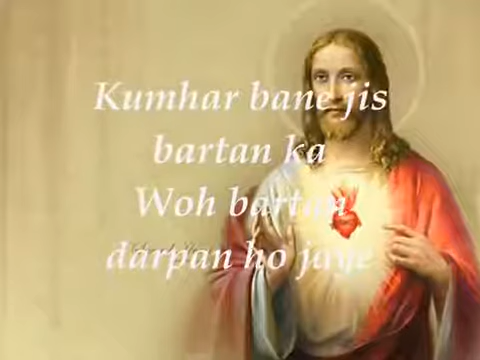 Kumhar bane jis
bartan ka
Woh bartan
darpan ho jaye